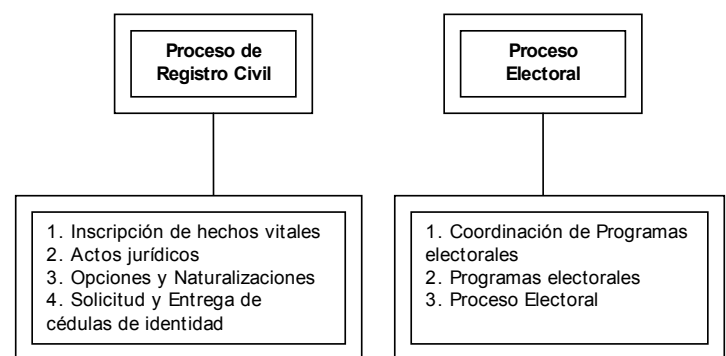 Proceso de
Registro Civil
1. Inscripción de hechos vitales
2. Actos jurídicos
3. Opciones y Naturalizaciones
4. Solicitud y Entrega de
cédulas de identidad
Proceso
Electoral
1. Coordinación de Programas
electorales
2. Programas electorales
3. Proceso Electoral